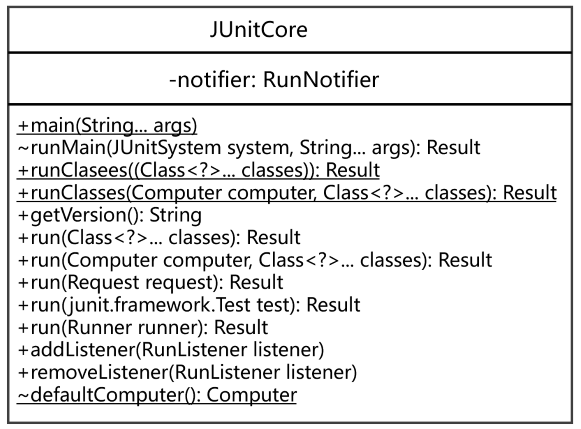 JUnitCore
-notifier: RunNotifier
+main(String... args)
~runMain(JUnitSystem system, String... args): Result
+runClasees((Class<?>... classes)): Result
+runClasses(Computer computer, Class<?>... classes): Result
+getVersion(): String
+run(Class<?>... classes): Result
+run(Computer computer, Class<?>... classes): Result
+run(Request request): Result
+run(junit.framework.Test test): Result
+run(Runner runner): Result
+addListener(RunListener listener)
+removeListener(RunListener listener)
~defaultComputer(): Computer